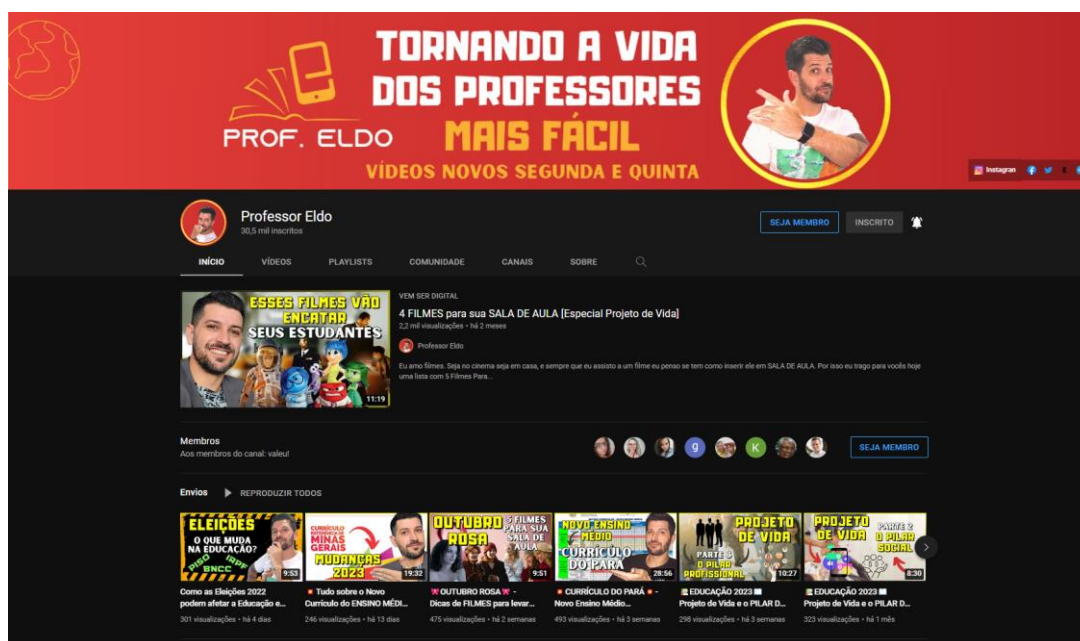 TORNANDO A VIDA
DOS PROFESSORES
MAIS FÁCIL
VÍDEOS NOVOS SEGUNDA E QUINTA
PROF. ELDO
Instagran
Professor Eldo
30,5 mil inscritos
SEJA MEMBRO
INSCRITO
INÍCIO VÍDEOS PLAYLISTS COMUNIDADE CANAIS SOBRE
ESSES FILMES VÃO
ENCATAR
SEUS ESTUDANTES
11:19
VEM SER DIGITAL
4 FILMES para sua SALA DE AULA [Especial Projeto de Vida]
2,2 mil visualizações • há 2 meses
Professor Eldo
Eu amo filmes. Seja no cinema seja em casa, e sempre que eu assisto a um filme eu penso se tem como inserir ele em SALA DE AULA. Por isso eu trago para vocês hoje
uma lista com 5 Filmes Para...
Membros
Aos membros do canal: valeu!
g
K
SEJA MEMBRO
Envios REPRODUZIR TODOS
ELEIÇÕES
O QUE MUDA
NA EDUCAÇÃO?
PISO
BNCC
9:53
Como as Eleições 2022
podem afetar a Educação e...
301 visualizações • há 4 dias
CURRÍCULO
MINAS
GERAIS
MUDANÇAS
2023
19:32
Tudo sobre o Novo
Currículo do ENSINO MÉDI...
246 visualizações • há 13 dias
OUTUBRO
ROSA
5 FILMES
PARA SUA
SALA DE
AULA
9:51
OUTUBRO ROSA -
Dicas de FILMES para levar...
475 visualizações • há 2 semanas
NOVO ENSINO
MÉDIO
CURRÍCULO
DO PARÁ
28:56
CURRÍCULO DO PARÁ -
Novo Ensino Médio...
493 visualizações • há 3 semanas
PROJETO
DE VIDA
PARTE 3
O PILAR
PROFISSIONAL
10:27
EDUCAÇÃO 2023
Projeto de Vida e o PILAR D...
298 visualizações • há 3 semanas
PROJETO
DE VIDA
PARTE 2
O PILAR
SOCIAL
8:30
EDUCAÇÃO 2023
Projeto de Vida e o PILAR D...
323 visualizações • há 1 mês